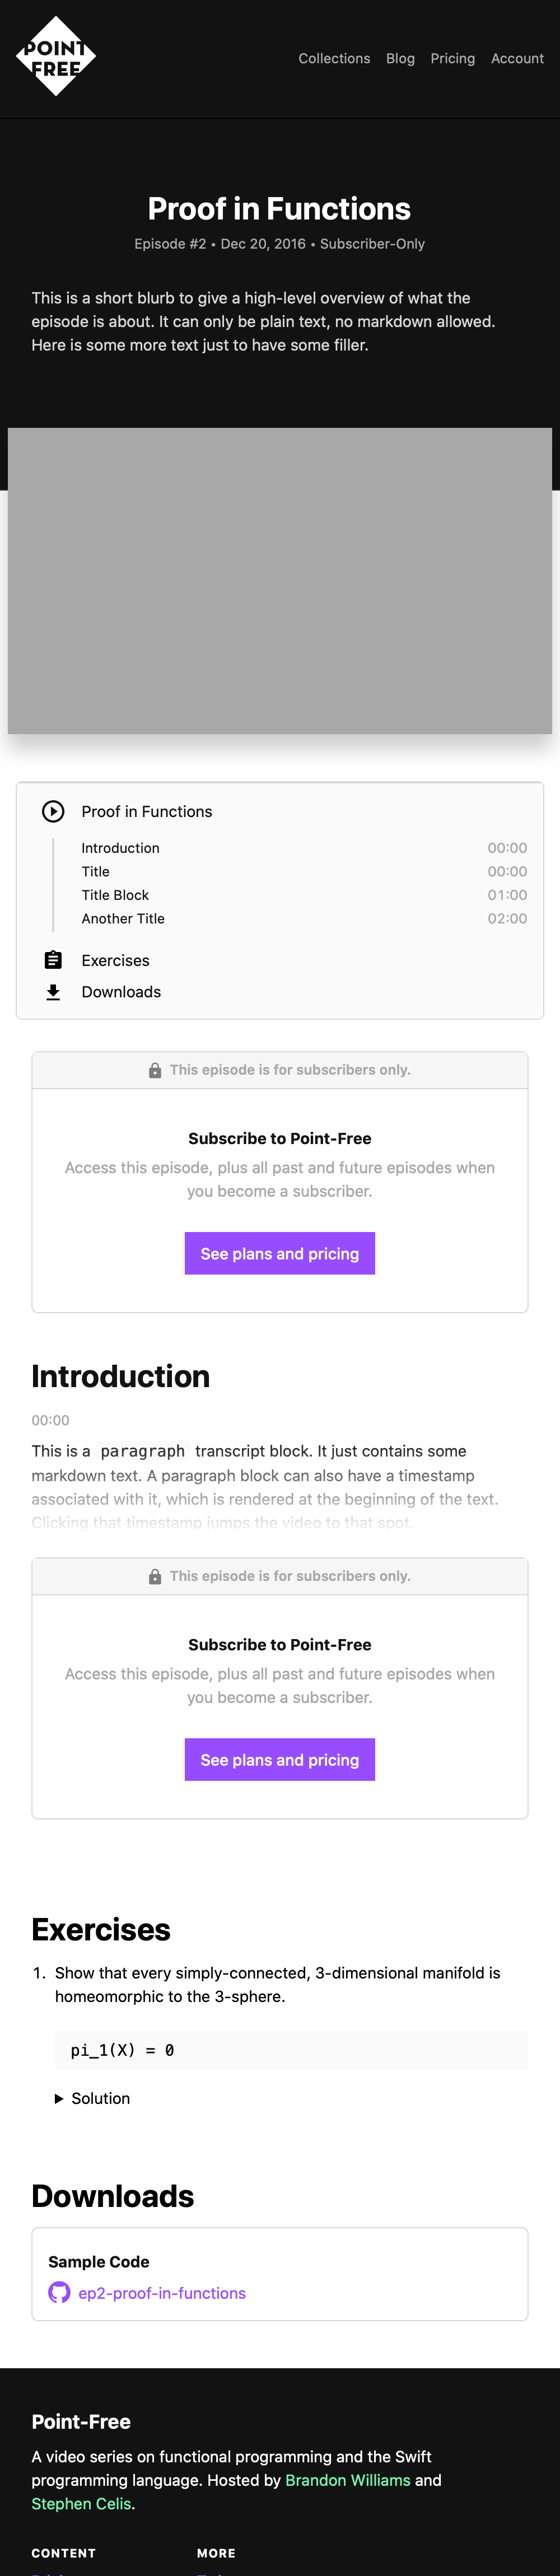 POINT
FREE
Collections Blog Pricing Account
Proof in Functions
Episode #2 • Dec 20, 2016 • Subscriber-Only
This is a short blurb to give a high-level overview of what the
episode is about. It can only be plain text, no markdown allowed.
Here is some more text just to have some filler.
Proof in Functions
Introduction 00:00
Title 00:00
Title Block 01:00
Another Title 02:00
Exercises
Downloads
This episode is for subscribers only.
Subscribe to Point-Free
Access this episode, plus all past and future episodes when
you become a subscriber.
See plans and pricing
Introduction
00:00
This is a paragraph transcript block. It just contains some
markdown text. A paragraph block can also have a timestamp
associated with it, which is rendered at the beginning of the text.
Clicking that timestamp jumps the video to that spot.
This episode is for subscribers only.
Subscribe to Point-Free
Access this episode, plus all past and future episodes when
you become a subscriber.
See plans and pricing
Exercises
1. Show that every simply-connected, 3-dimensional manifold is
homeomorphic to the 3-sphere.
pi_1(X) = 0
Solution
Downloads
Sample Code
ep2-proof-in-functions
Point-Free
A video series on functional programming and the Swift
programming language. Hosted by Brandon Williams and
Stephen Celis.
CONTENT MORE